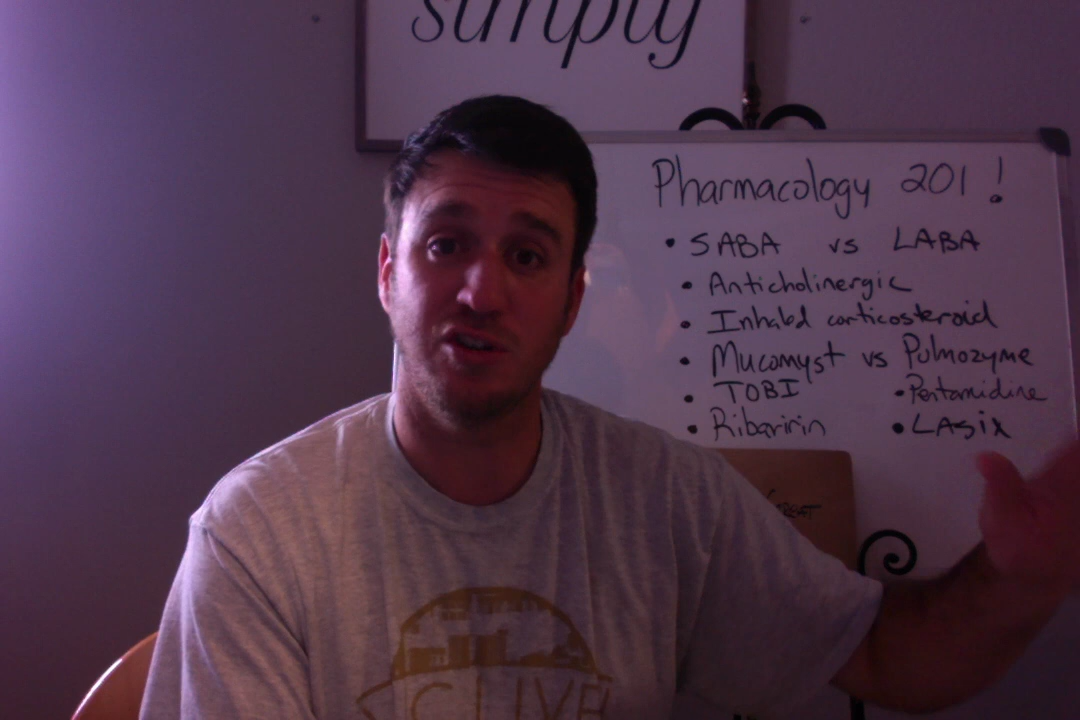 simply
Pharmacology 201!
• SABA vs LABA
• Anticholinergic
• Inhaled corticosteroid
• Mucomyst vs Pulmozyme
• TOBI • Pentamidine
• Ribavirin • LASix